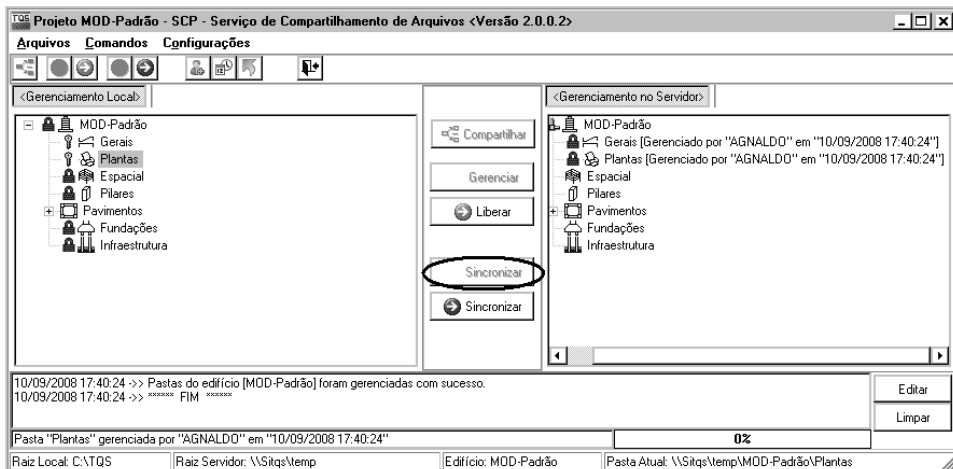 TQS Projeto MOD-Padrão - SCP - Serviço de Compartilhamento de Arquivos <Versão 2.0.0.2>
Arquivos Comandos Configurações
<Gerenciamento Local>
MOD-Padrão
Gerais
Plantas
Espacial
Pilares
Pavimentos
Fundações
Infraestrutura
Compartilhar
Gerenciar
Liberar
Sincronizar
Sincronizar
<Gerenciamento no Servidor>
MOD-Padrão
Gerais [Gerenciado por "AGNALDO" em "10/09/2008 17:40:24"]
Plantas [Gerenciado por "AGNALDO" em "10/09/2008 17:40:24"]
Espacial
Pilares
Pavimentos
Fundações
Infraestrutura
10/09/2008 17:40:24 ->> Pastas do edifício [MOD-Padrão] foram gerenciadas com sucesso.
10/09/2008 17:40:24 ->> ****** FIM ******
Editar
Limpar
Pasta "Plantas" gerenciada por "AGNALDO" em "10/09/2008 17:40:24"
0%
Raiz Local: C:\TQS
Raiz Servidor: \\Sitqs\temp
Edifício: MOD-Padrão
Pasta Atual: \\Sitqs\temp\MOD-Padrão\Plantas